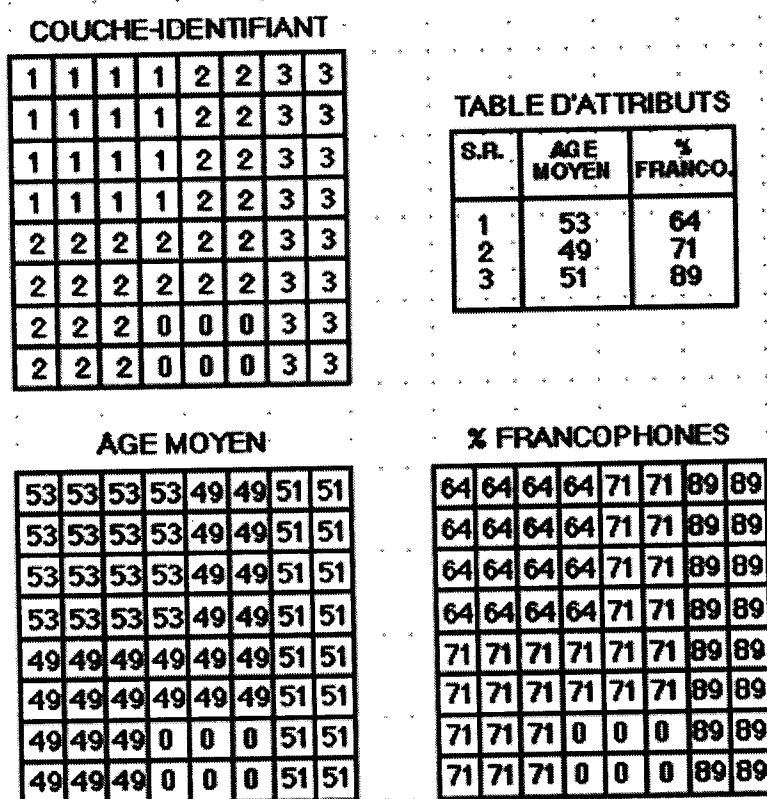 COUCHE-IDENTIFIANT
1 1 1 1 2 2 3 3
1 1 1 1 2 2 3 3
1 1 1 1 2 2 3 3
1 1 1 1 2 2 3 3
2 2 2 2 2 2 3 3
2 2 2 2 2 2 3 3
2 2 2 0 0 0 3 3
2 2 2 0 0 0 3 3
TABLE D'ATTRIBUTS
S.R. AGE MOYEN % FRANCO.
1 53 64
2 49 71
3 51 89
AGE MOYEN
53 53 53 53 49 49 51 51
53 53 53 53 49 49 51 51
53 53 53 53 49 49 51 51
53 53 53 53 49 49 51 51
49 49 49 49 49 49 51 51
49 49 49 49 49 49 51 51
49 49 49 0 0 0 51 51
49 49 49 0 0 0 51 51
% FRANCOPHONES
64 64 64 64 71 71 89 89
64 64 64 64 71 71 89 89
64 64 64 64 71 71 89 89
64 64 64 64 71 71 89 89
71 71 71 71 71 71 89 89
71 71 71 71 71 71 89 89
71 71 71 0 0 0 89 89
71 71 71 0 0 0 89 89